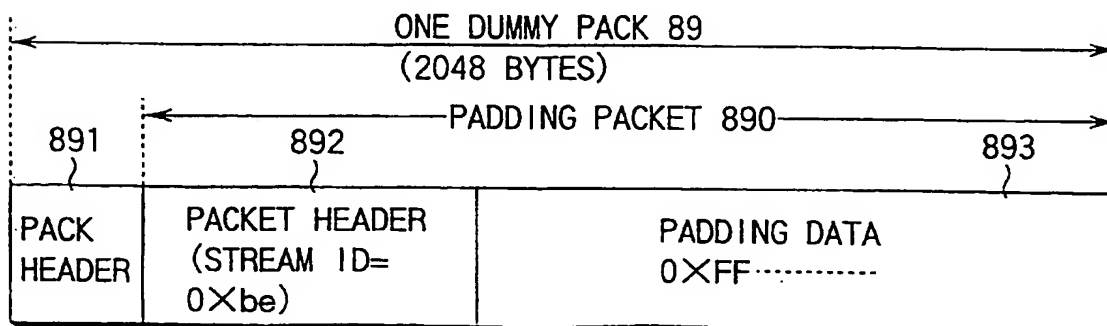 ONE DUMMY PACK 89
(2048 BYTES)
PADDING PACKET 890
891
892
893
PACK
HEADER
PACKET HEADER
(STREAM ID=
0×be)
PADDING DATA
0×FF